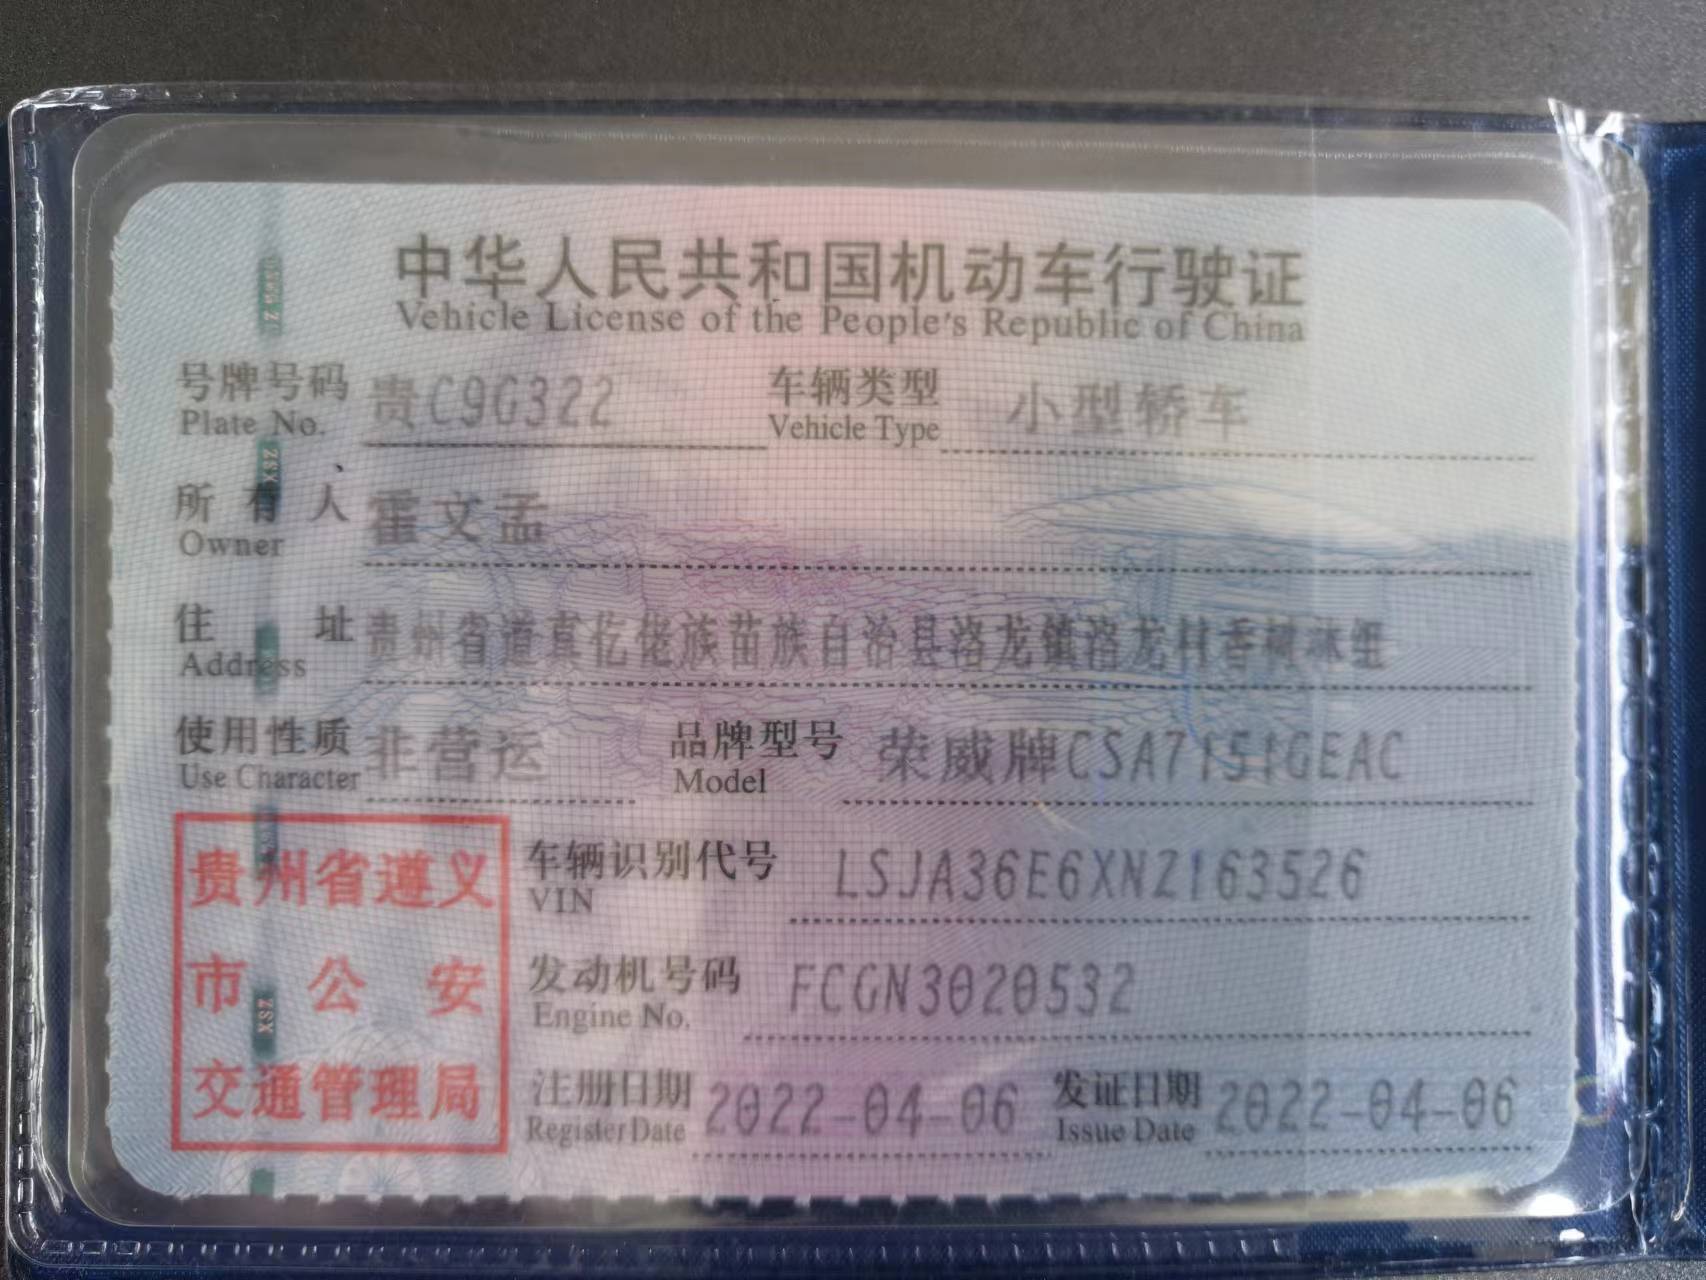 中华人民共和国机动车行驶证
Vehicle License of the People's Republic of China
号牌号码 贵C9G322 车辆类型 小型轿车
Plate No. Vehicle Type
所有人 霍文孟
Owner
住址 贵州省道真仡佬族苗族自治县洛龙镇洛龙村香树林组
Address
使用性质 非营运 品牌型号 荣威牌CSA7151GEAC
Use Character Model
贵州省遵义
市公安
交通管理局
车辆识别代号 LSJA36E6XNZ163526
VIN
发动机号码 FCGN3020532
Engine No.
注册日期 2022-04-06 发证日期 2022-04-06
Register Date Issue Date
XSZ
XSZ